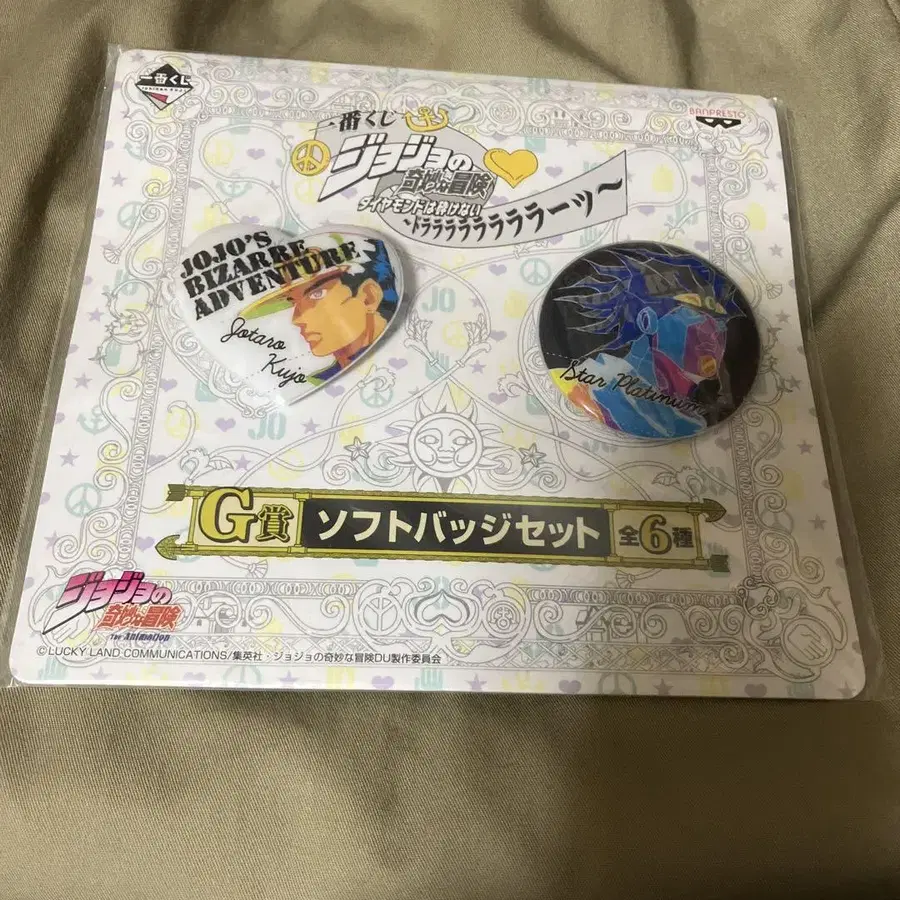 一番くじ
BANPRESTO
一番くじ
ジョジョの
奇妙な冒険
ダイヤモンドは砕けない
~ドララララララララーッ~
JOJO'S
BIZARRE
ADVENTURE
Jotaro
Kujo
Star Platinum
JO
JO
JO
G賞 ソフトバッジセット 全6種
ジョジョの
奇妙な冒険
The Animation
©LUCKY LAND COMMUNICATIONS/集英社・ジョジョの奇妙な冒険DU製作委員会